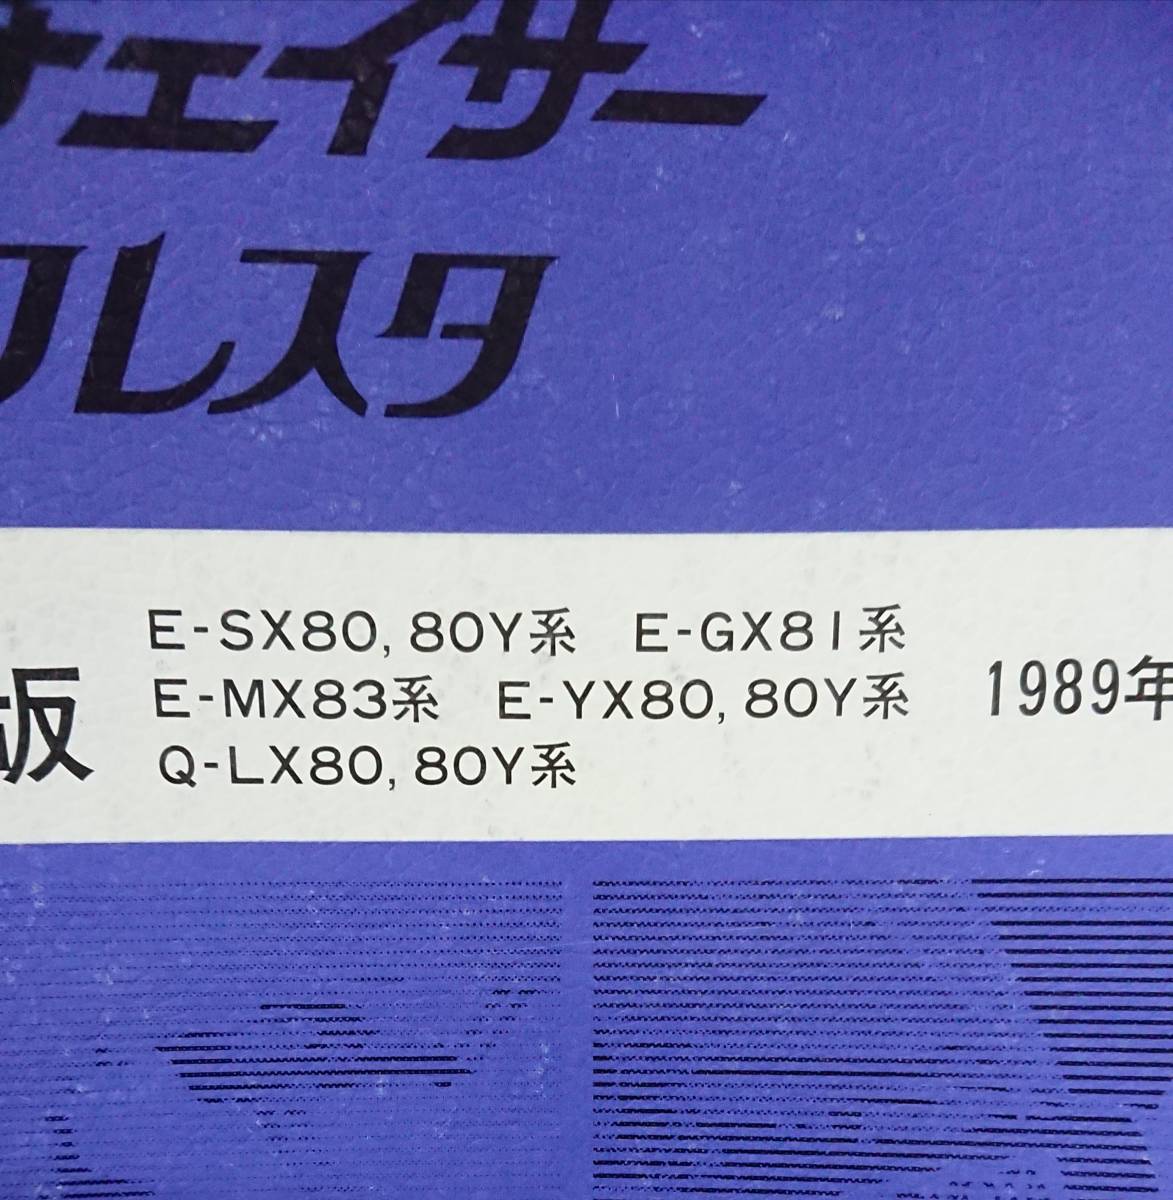 チェイサー
クレスタ
E-SX80, 80Y系 E-GX81系
版 E-MX83系 E-YX80, 80Y系 1989年
Q-LX80, 80Y系